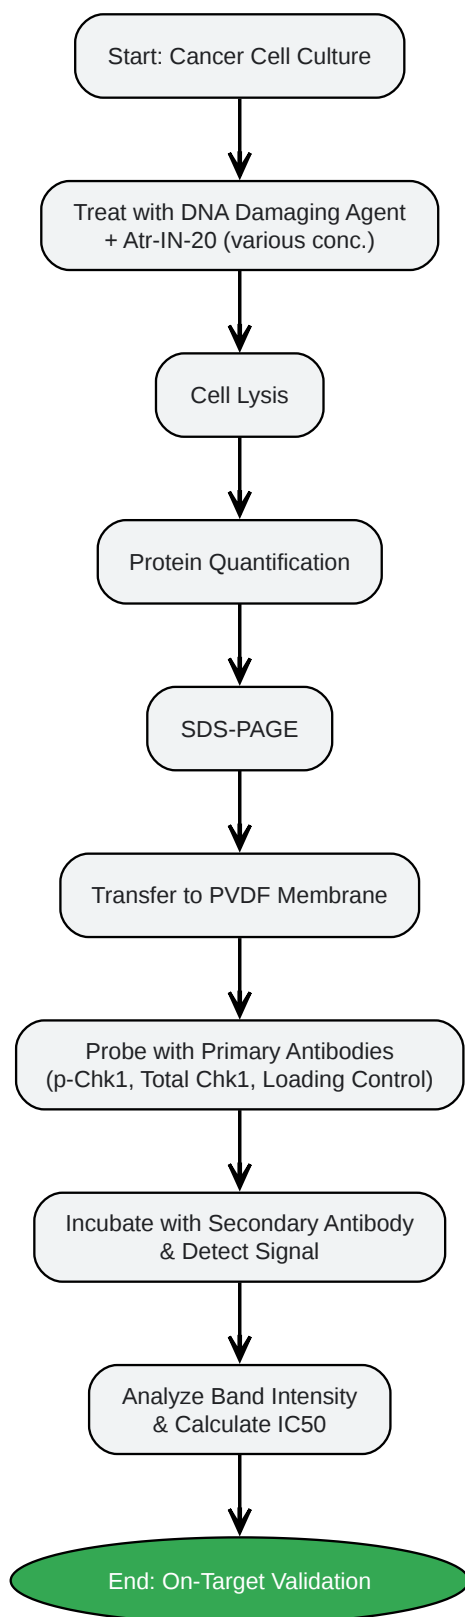 Start: Cancer Cell Culture
Treat with DNA Damaging Agent
+ Atr-IN-20 (various conc.)
Cell Lysis
Protein Quantification
SDS-PAGE
Transfer to PVDF Membrane
Probe with Primary Antibodies
(p-Chk1, Total Chk1, Loading Control)
Incubate with Secondary Antibody
& Detect Signal
Analyze Band Intensity
& Calculate IC50
End: On-Target Validation